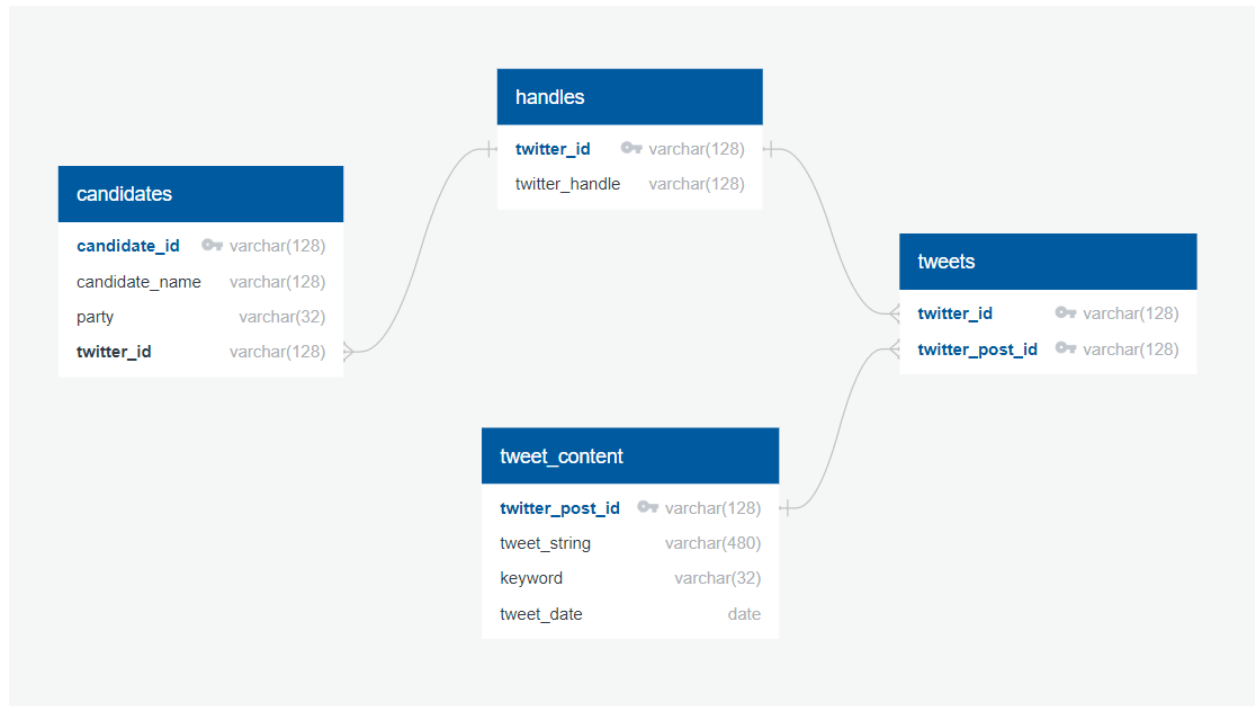 handles
twitter_id varchar(128)
twitter_handle varchar(128)
candidates
candidate_id varchar(128)
candidate_name varchar(128)
party varchar(32)
twitter_id varchar(128)
tweets
twitter_id varchar(128)
twitter_post_id varchar(128)
tweet_content
twitter_post_id varchar(128)
tweet_string varchar(480)
keyword varchar(32)
tweet_date date